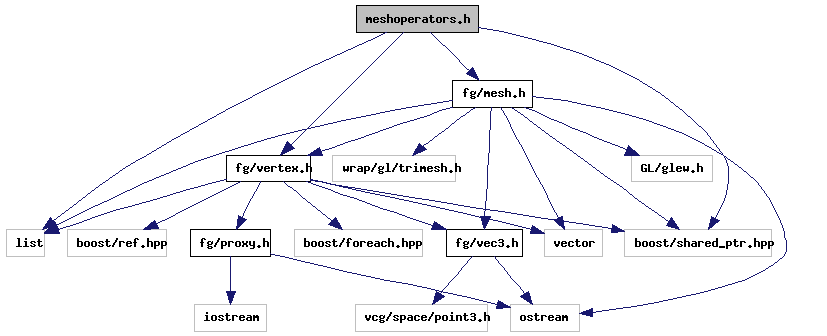 meshoperators.h
fg/mesh.h
fg/vertex.h
wrap/gl/trimesh.h
GL/glew.h
list
boost/ref.hpp
fg/proxy.h
boost/foreach.hpp
fg/vec3.h
vector
boost/shared_ptr.hpp
iostream
vcg/space/point3.h
ostream